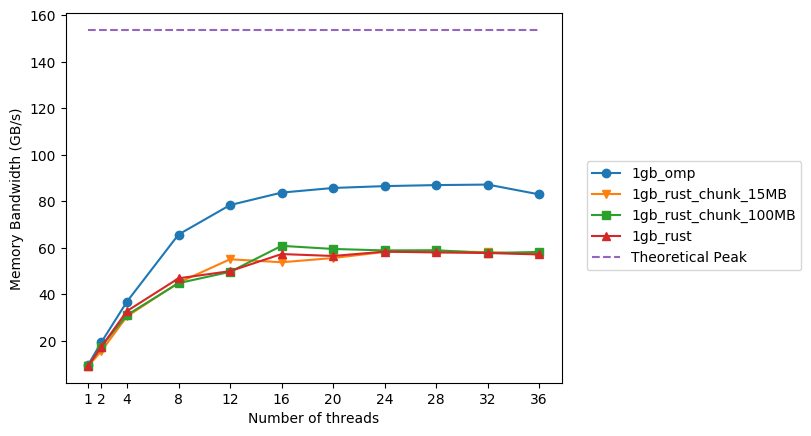 160
140
120
100
80
60
40
20
Memory Bandwidth (GB/s)
1 2 4 8 12 16 20 24 28 32 36
Number of threads
1gb_omp
1gb_rust_chunk_15MB
1gb_rust_chunk_100MB
1gb_rust
Theoretical Peak